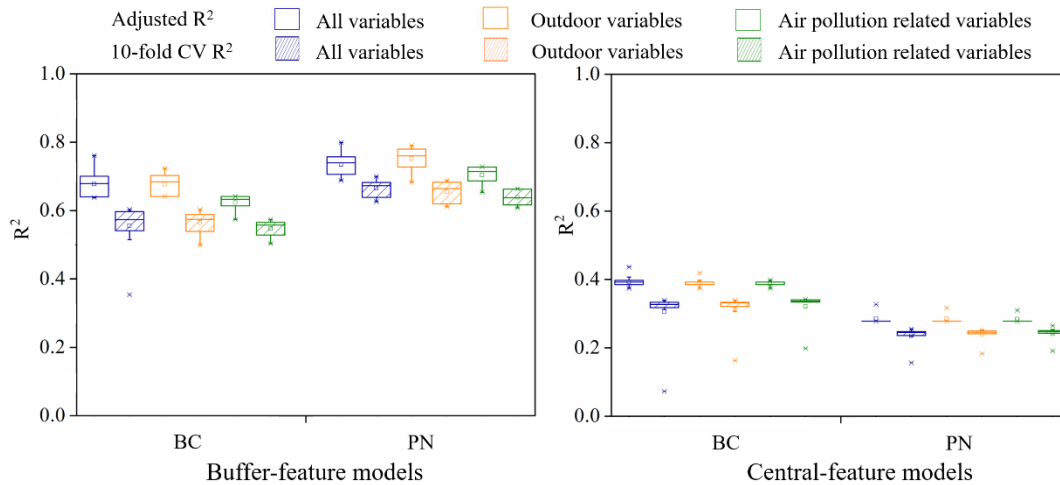 Adjusted R² All variables Outdoor variables Air pollution related variables
10-fold CV R² All variables Outdoor variables Air pollution related variables
1.0
0.8
0.6
0.4
0.2
0.0
R²
BC PN
Buffer-feature models
1.0
0.8
0.6
0.4
0.2
0.0
R²
BC PN
Central-feature models